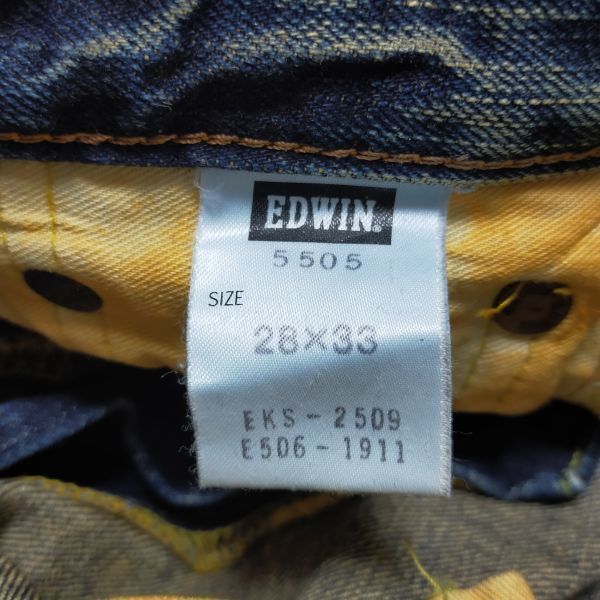 EDWIN.
5505
SIZE
28×33
EKS-2509
E506-1911